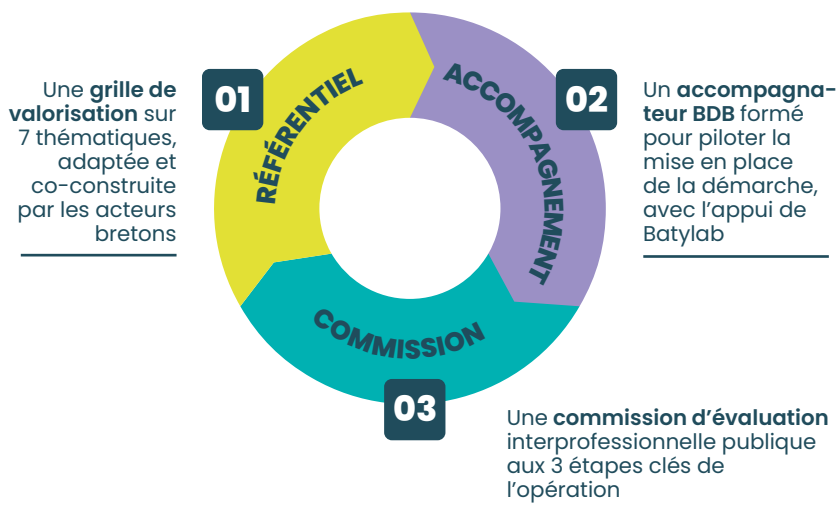 01
RÉFÉRENTIEL
Une grille de
valorisation sur
7 thématiques,
adaptée et
co-construite
par les acteurs
bretons
02
ACCOMPAGNEMENT
Un accompagna-
teur BDB formé
pour piloter la
mise en place
de la démarche,
avec l’appui de
Batylab
COMMISSION
03
Une commission d’évaluation
interprofessionnelle publique
aux 3 étapes clés de
l’opération